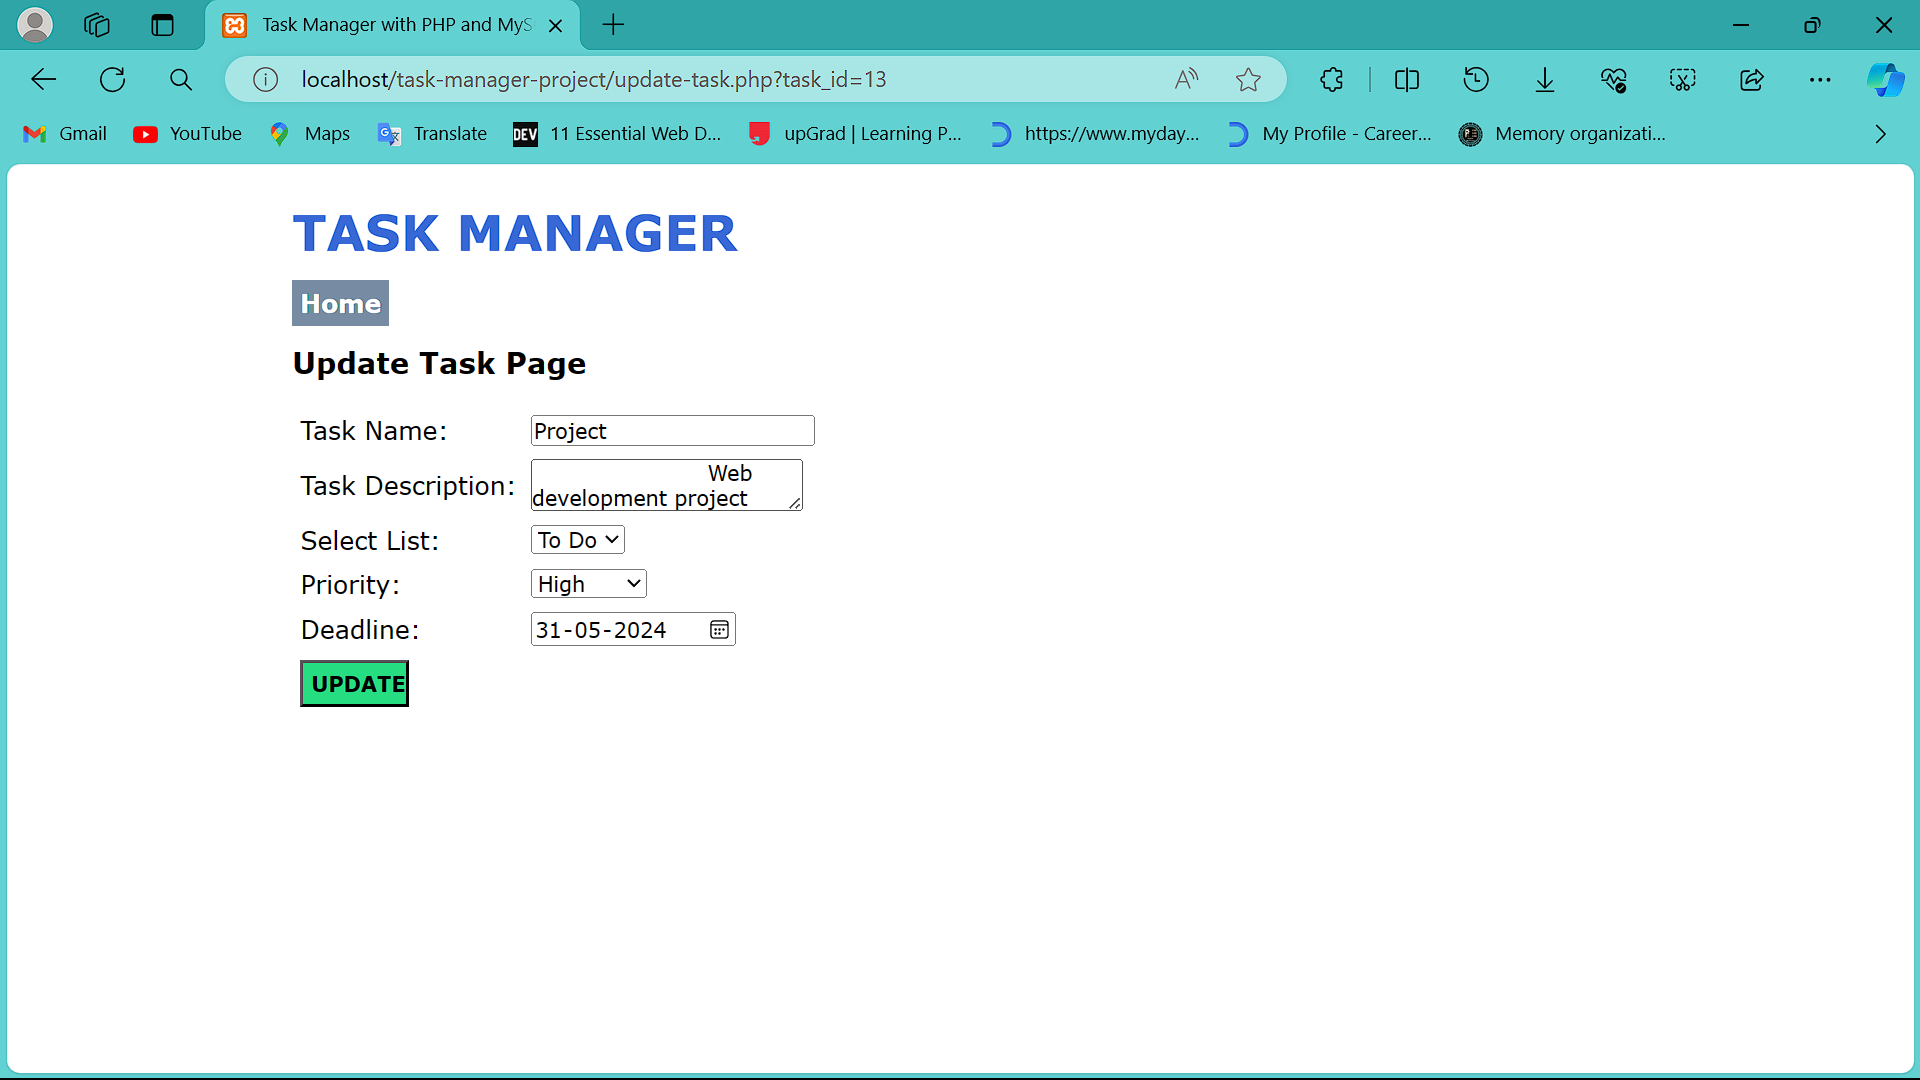 Task Manager with PHP and MyS
localhost/task-manager-project/update-task.php?task_id=13
Gmail YouTube Maps Translate DEV 11 Essential Web D... upGrad | Learning P... https://www.myday... My Profile - Career... Memory organizati...
TASK MANAGER
Home
Update Task Page
Task Name: Project
Task Description: Web
development project
Select List: To Do
Priority: High
Deadline: 31-05-2024
UPDATE